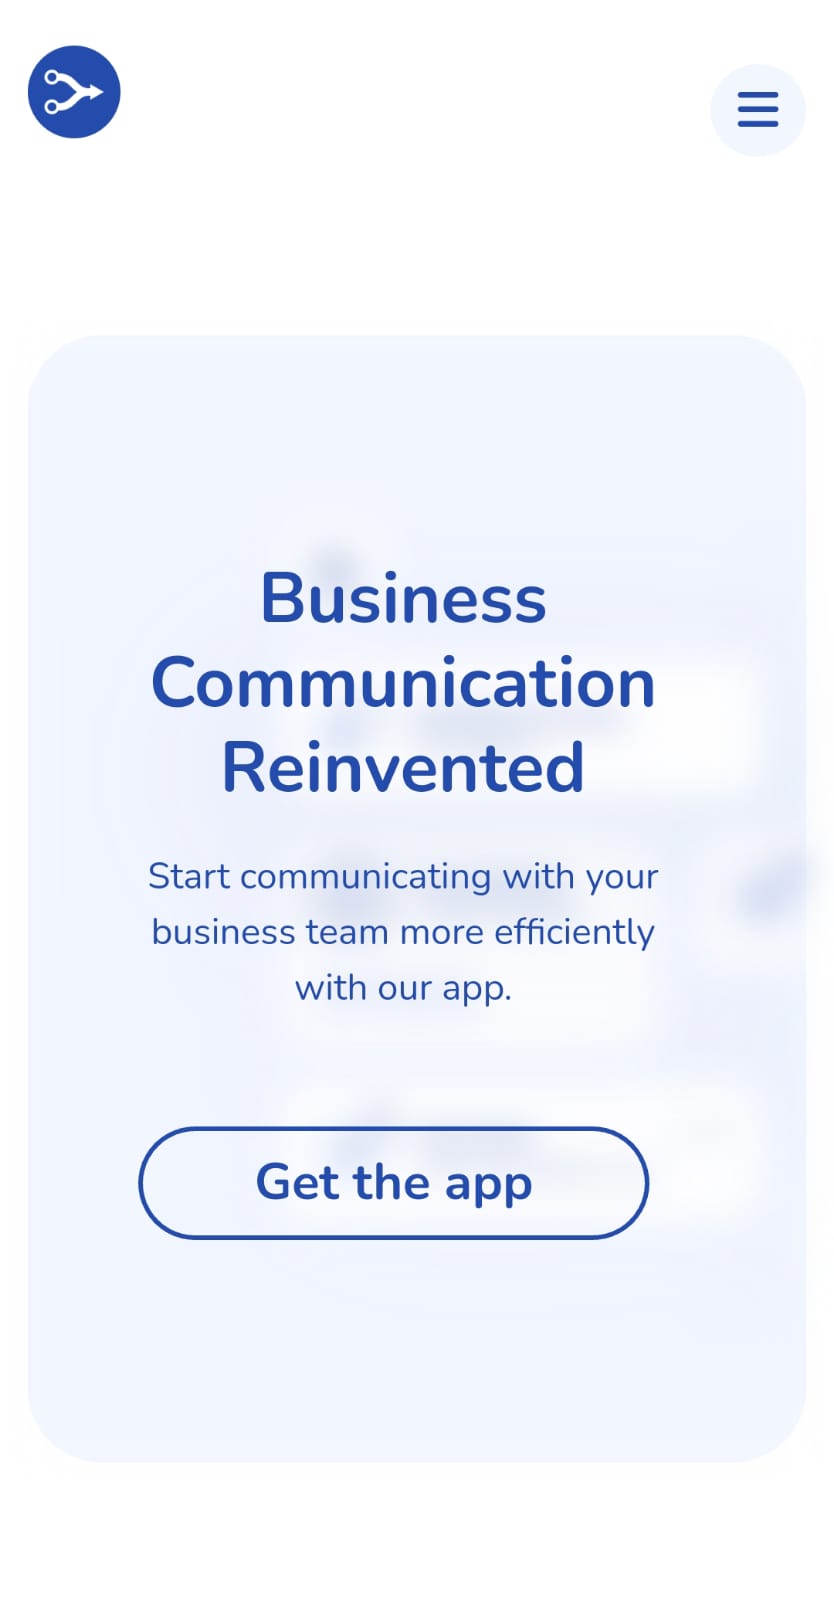 Business
Communication
Reinvented
Start communicating with your
business team more efficiently
with our app.
Get the app